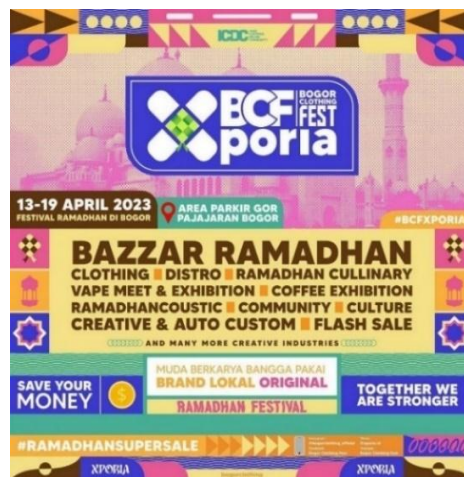 ICDC
BCF BOGOR CLOTHING FEST
Xporia
13-19 APRIL 2023
FESTIVAL RAMADHAN DI BOGOR
AREA PARKIR GOR
PAJAJARAN BOGOR
#BCFXPORIA
BAZZAR RAMADHAN
CLOTHING DISTRO RAMADHAN CULLINARY
VAPE MEET & EXHIBITION COFFEE EXHIBITION
RAMADHANCOUSTIC COMMUNITY CULTURE
CREATIVE & AUTO CUSTOM FLASH SALE
AND MANY MORE CREATIVE INDUSTRIES
SAVE YOUR
MONEY
$
MUDA BERKARYA BANGGA PAKAI
BRAND LOKAL ORIGINAL
RAMADHAN FESTIVAL
TOGETHER WE
ARE STRONGER
#RAMADHANSUPERSALE
XPORIA
XPORIA